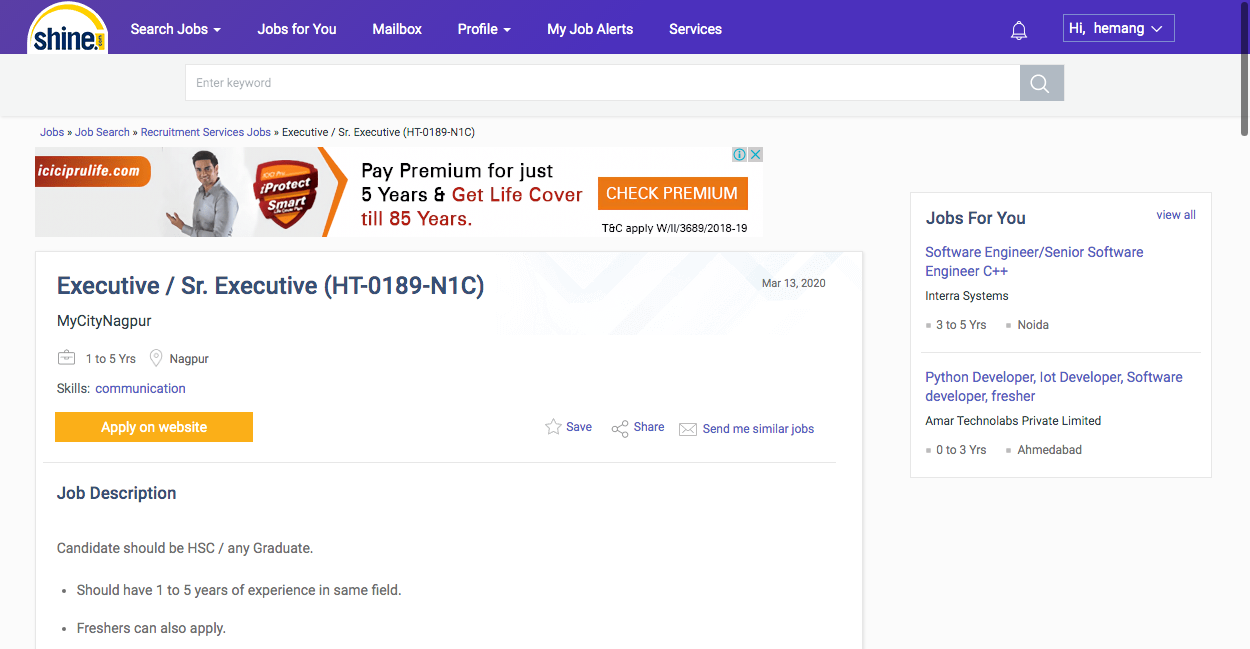 shine.com
Search Jobs
Jobs for You
Mailbox
Profile
My Job Alerts
Services
Hi, hemang
Enter keyword
Jobs » Job Search » Recruitment Services Jobs » Executive / Sr. Executive (HT-0189-N1C)
iciciprulife.com
iProtect
Smart
Pay Premium for just
5 Years & Get Life Cover
till 85 Years.
CHECK PREMIUM
T&C apply W/II/3689/2018-19
Executive / Sr. Executive (HT-0189-N1C)
Mar 13, 2020
MyCityNagpur
1 to 5 Yrs Nagpur
Skills: communication
Apply on website
Save Share Send me similar jobs
Job Description
Candidate should be HSC / any Graduate.
• Should have 1 to 5 years of experience in same field.
• Freshers can also apply.
Jobs For You
view all
Software Engineer/Senior Software
Engineer C++
Interra Systems
3 to 5 Yrs Noida
Python Developer, Iot Developer, Software
developer, fresher
Amar Technolabs Private Limited
0 to 3 Yrs Ahmedabad